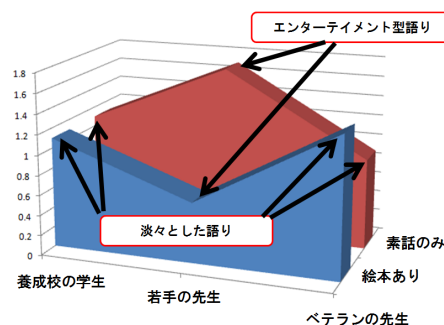 エンターテイメント型語り
1.8
1.6
1.4
1.2
1
0.8
0.6
0.4
0.2
0
淡々とした語り
素話のみ
絵本あり
養成校の学生
若手の先生
ベテランの先生